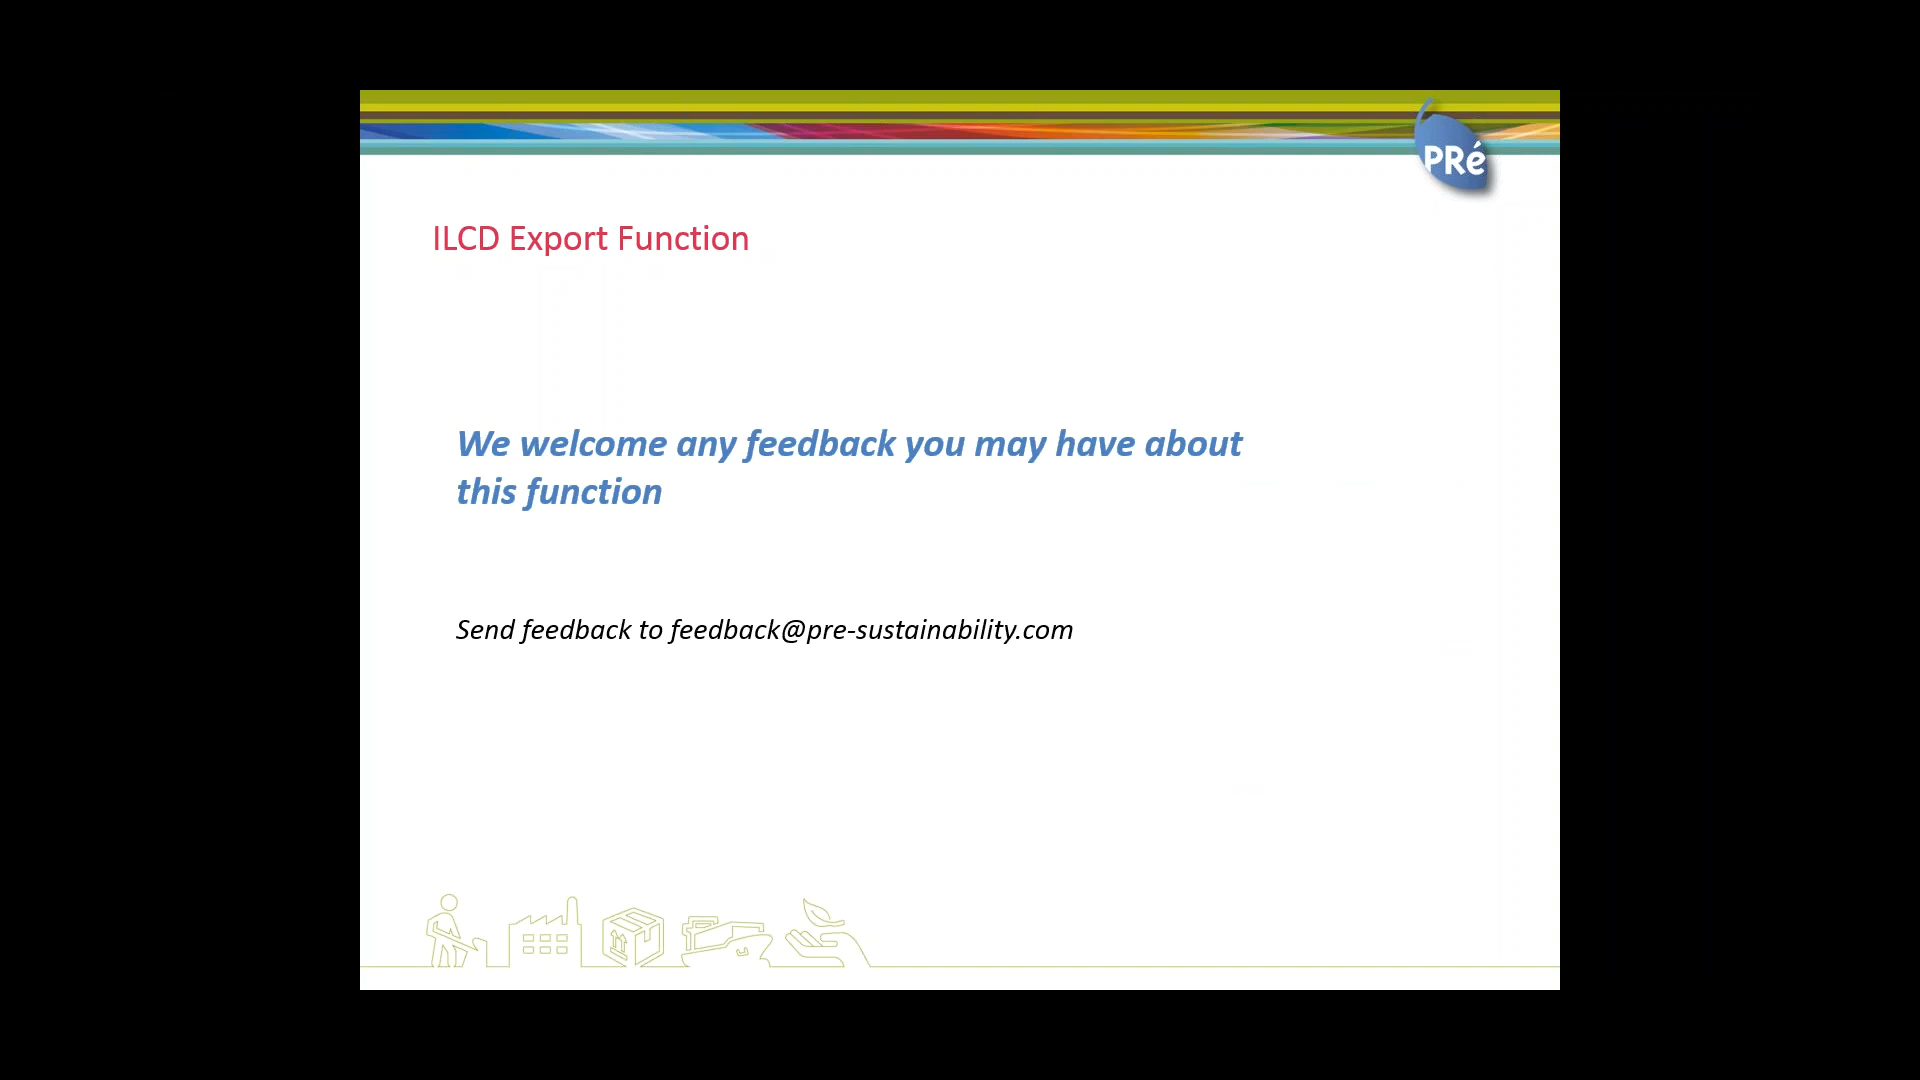 PRé
ILCD Export Function
We welcome any feedback you may have about
this function
Send feedback to feedback@pre-sustainability.com